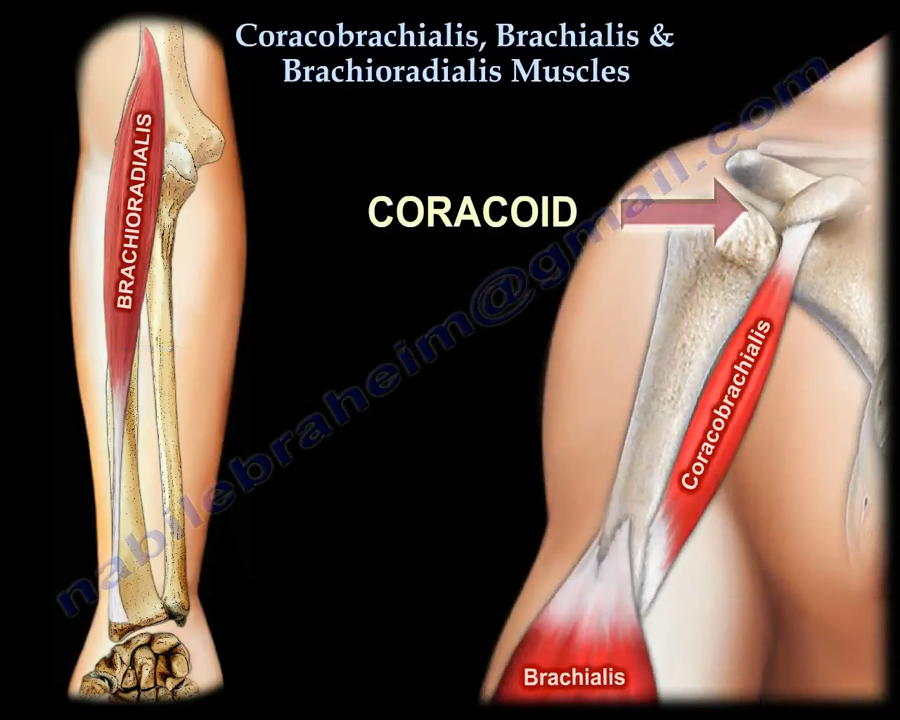 Coracobrachialis, Brachialis &
Brachioradialis Muscles
BRACHIORADIALIS
CORACOID
Coracobrachialis
Brachialis
nabilebraheim@gmail.com